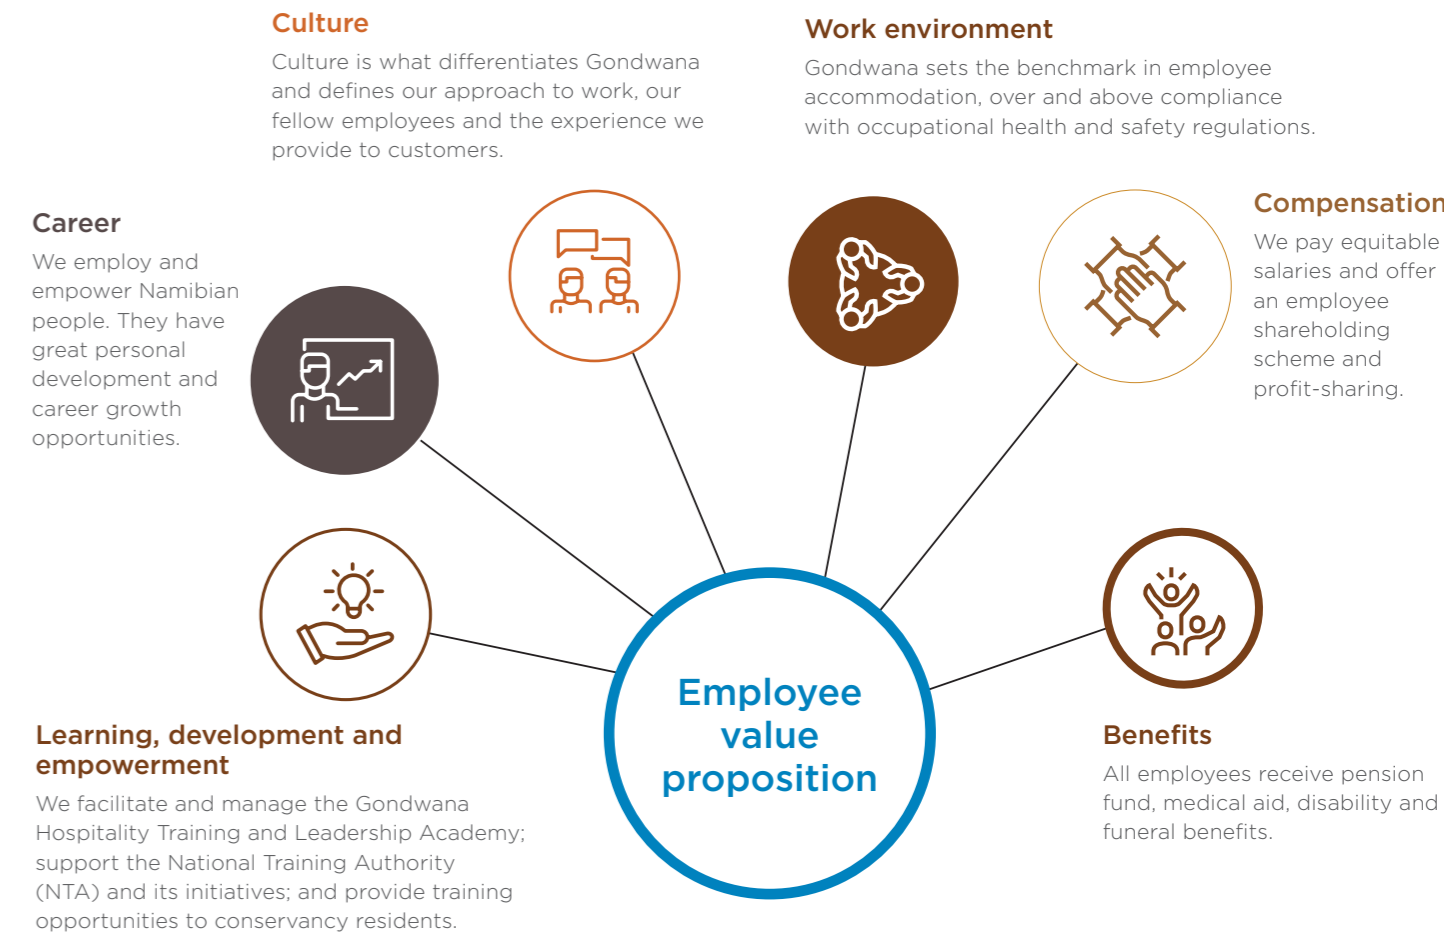 Culture
Culture is what differentiates Gondwana
and defines our approach to work, our
fellow employees and the experience we
provide to customers.
Work environment
Gondwana sets the benchmark in employee
accommodation, over and above compliance
with occupational health and safety regulations.
Career
We employ and
empower Namibian
people. They have
great personal
development and
career growth
opportunities.
Compensation
We pay equitable
salaries and offer
an employee
shareholding
scheme and
profit-sharing.
Learning, development and
empowerment
We facilitate and manage the Gondwana
Hospitality Training and Leadership Academy;
support the National Training Authority
(NTA) and its initiatives; and provide training
opportunities to conservancy residents.
Employee
value
proposition
Benefits
All employees receive pension
fund, medical aid, disability and
funeral benefits.